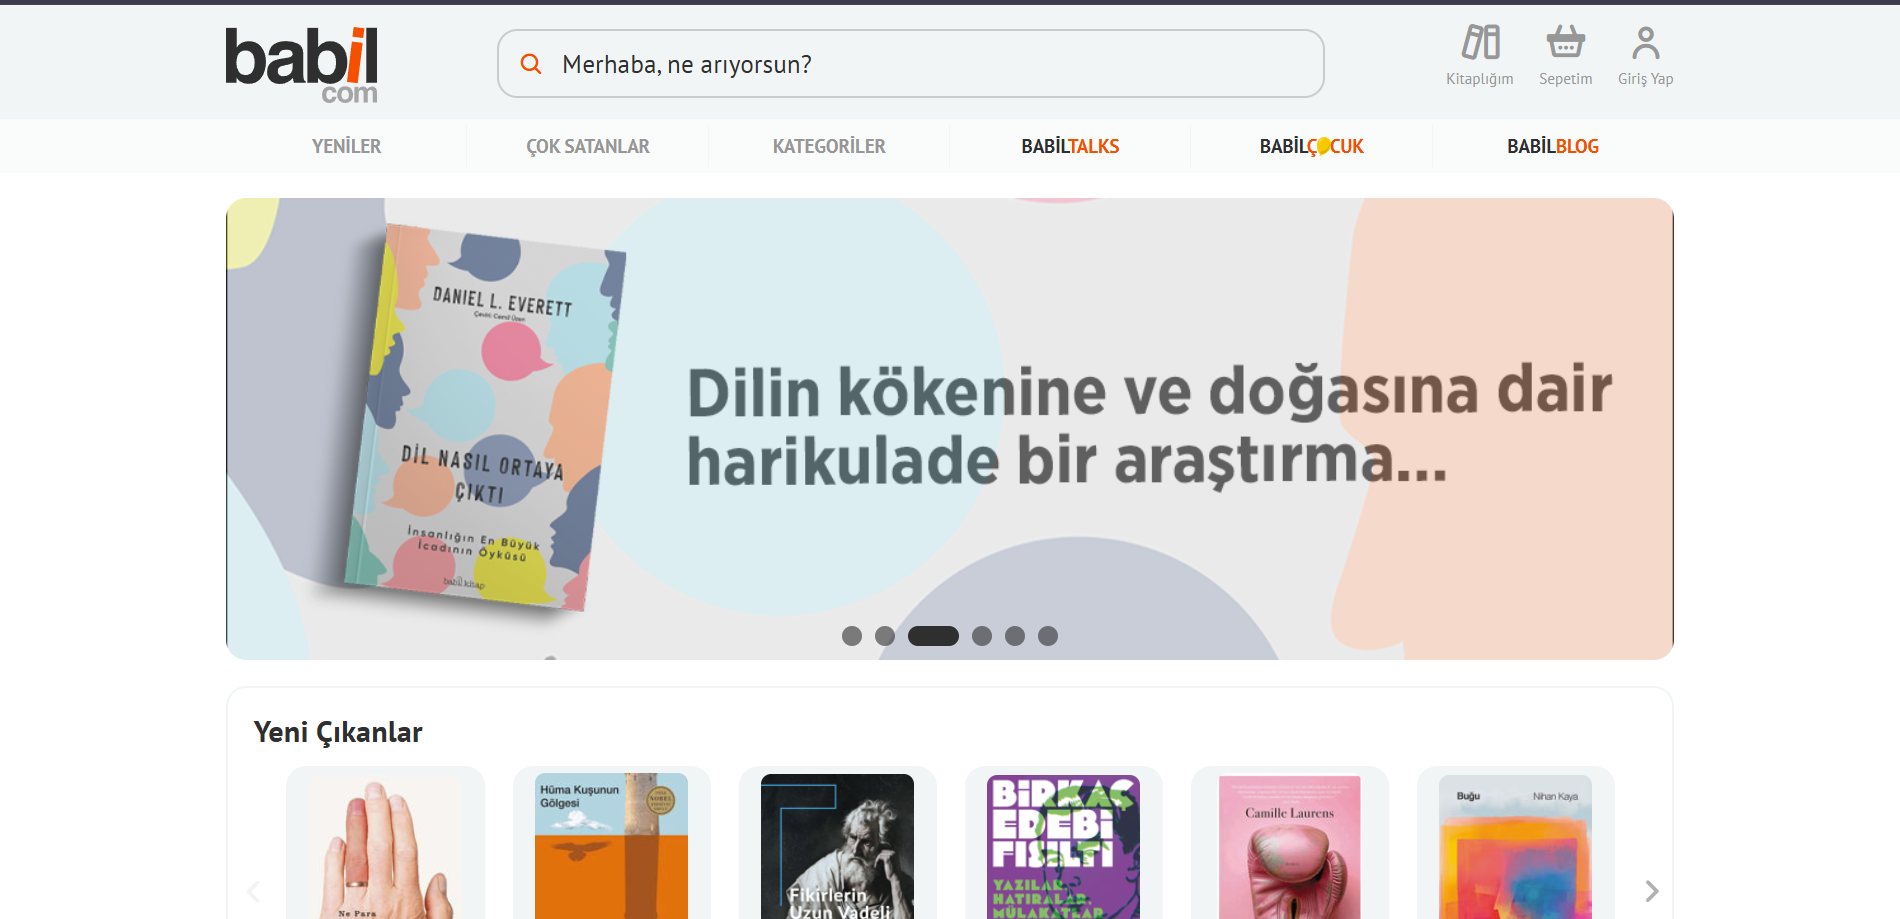 babil
com
Merhaba, ne arıyorsun?
Kitaplığım
Sepetim
Giriş Yap
YENİLER
ÇOK SATANLAR
KATEGORİLER
BABİLTALKS
BABİLÇOCUK
BABİLBLOG
DANIEL L. EVERETT
Çeviri: Cemil Üzen
DİL NASIL ORTAYA
ÇIKTI
İnsanlığın En Büyük
İcadının Öyküsü
babil kitap
Dilin kökenine ve doğasına dair
harikulade bir araştırma...
Yeni Çıkanlar
Ne Para
Hüma Kuşunun
Gölgesi
NOBEL
Fikirlerin
Uzun Vadeli
BİRKAÇ
EDEBİ
FISILTI
YAZILAR
HATIRALAR
MÜLAKATLAR
Camille Laurens
Buğu
Nihan Kaya